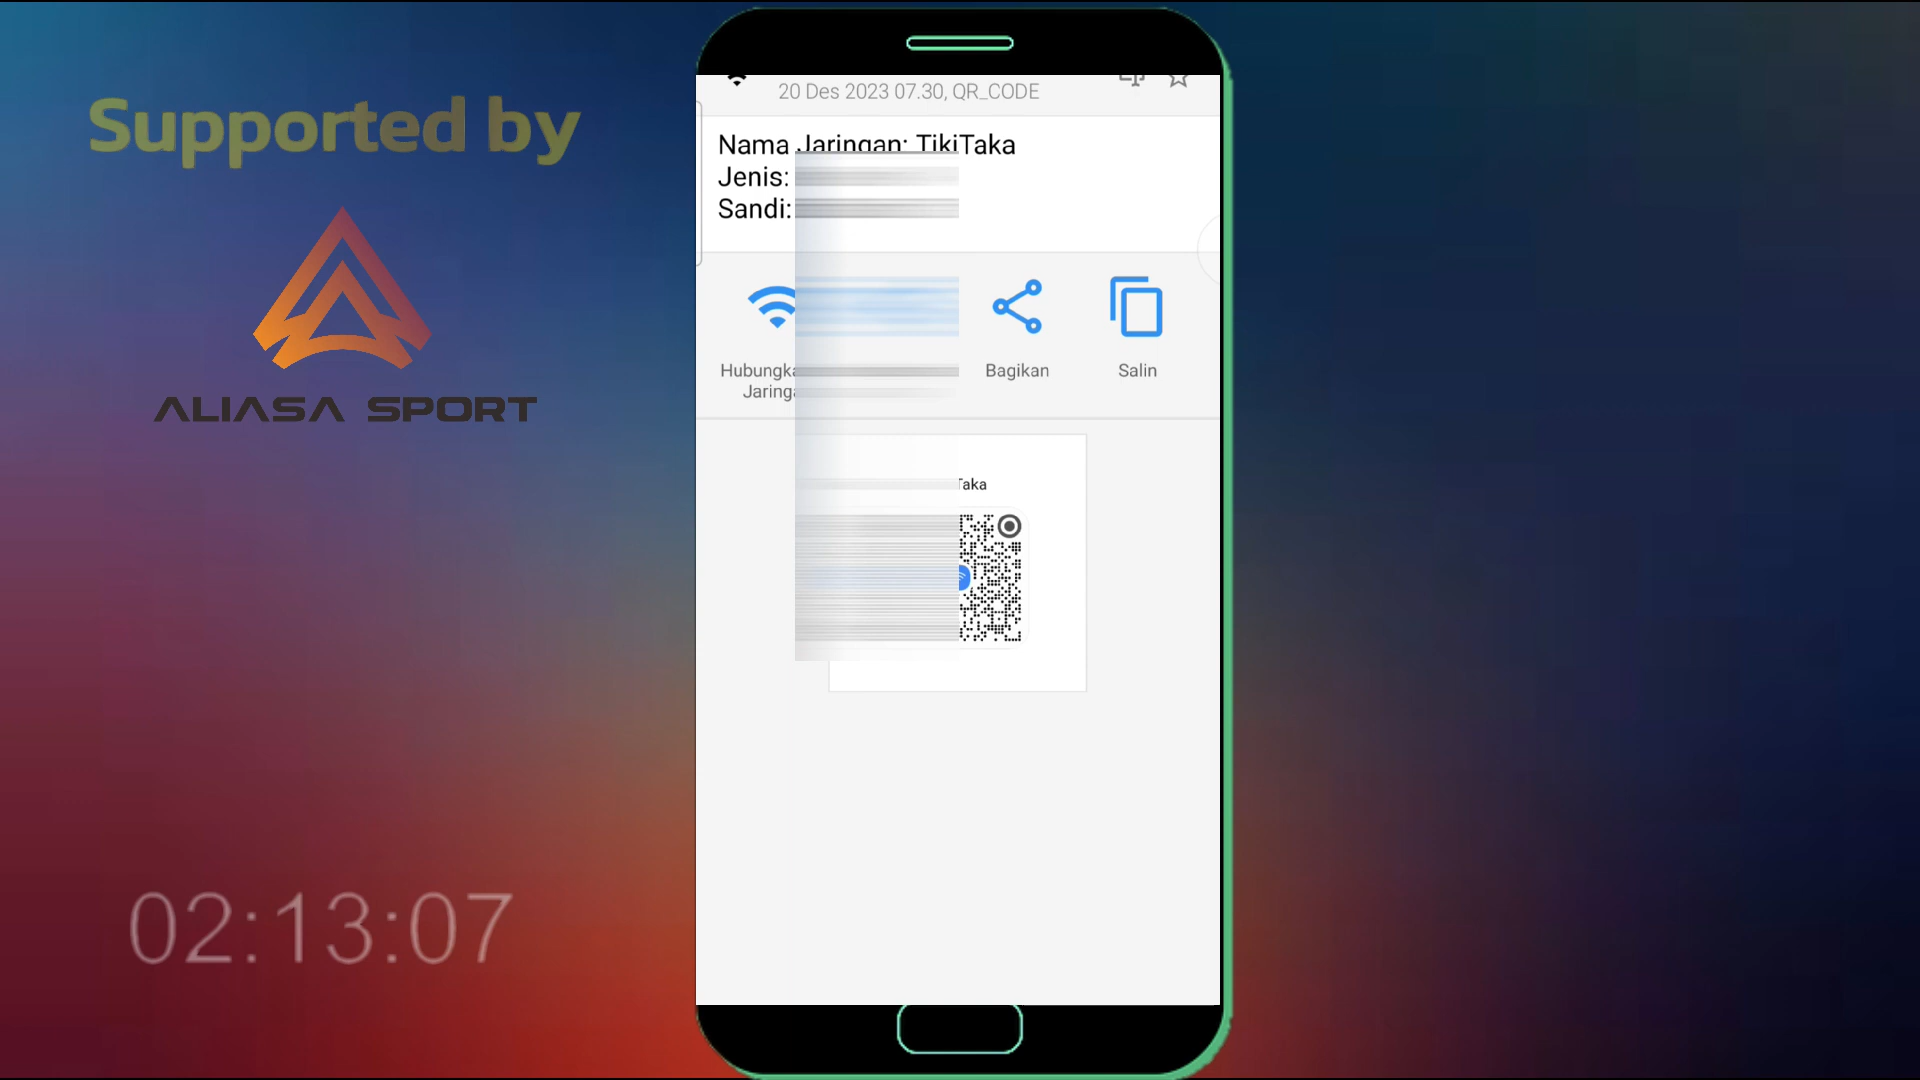 Supported by
ALIASA SPORT
02:13:07
20 Des 2023 07.30, QR_CODE
Nama Jaringan: TikiTaka
Jenis:
Sandi:
Bagikan
Salin